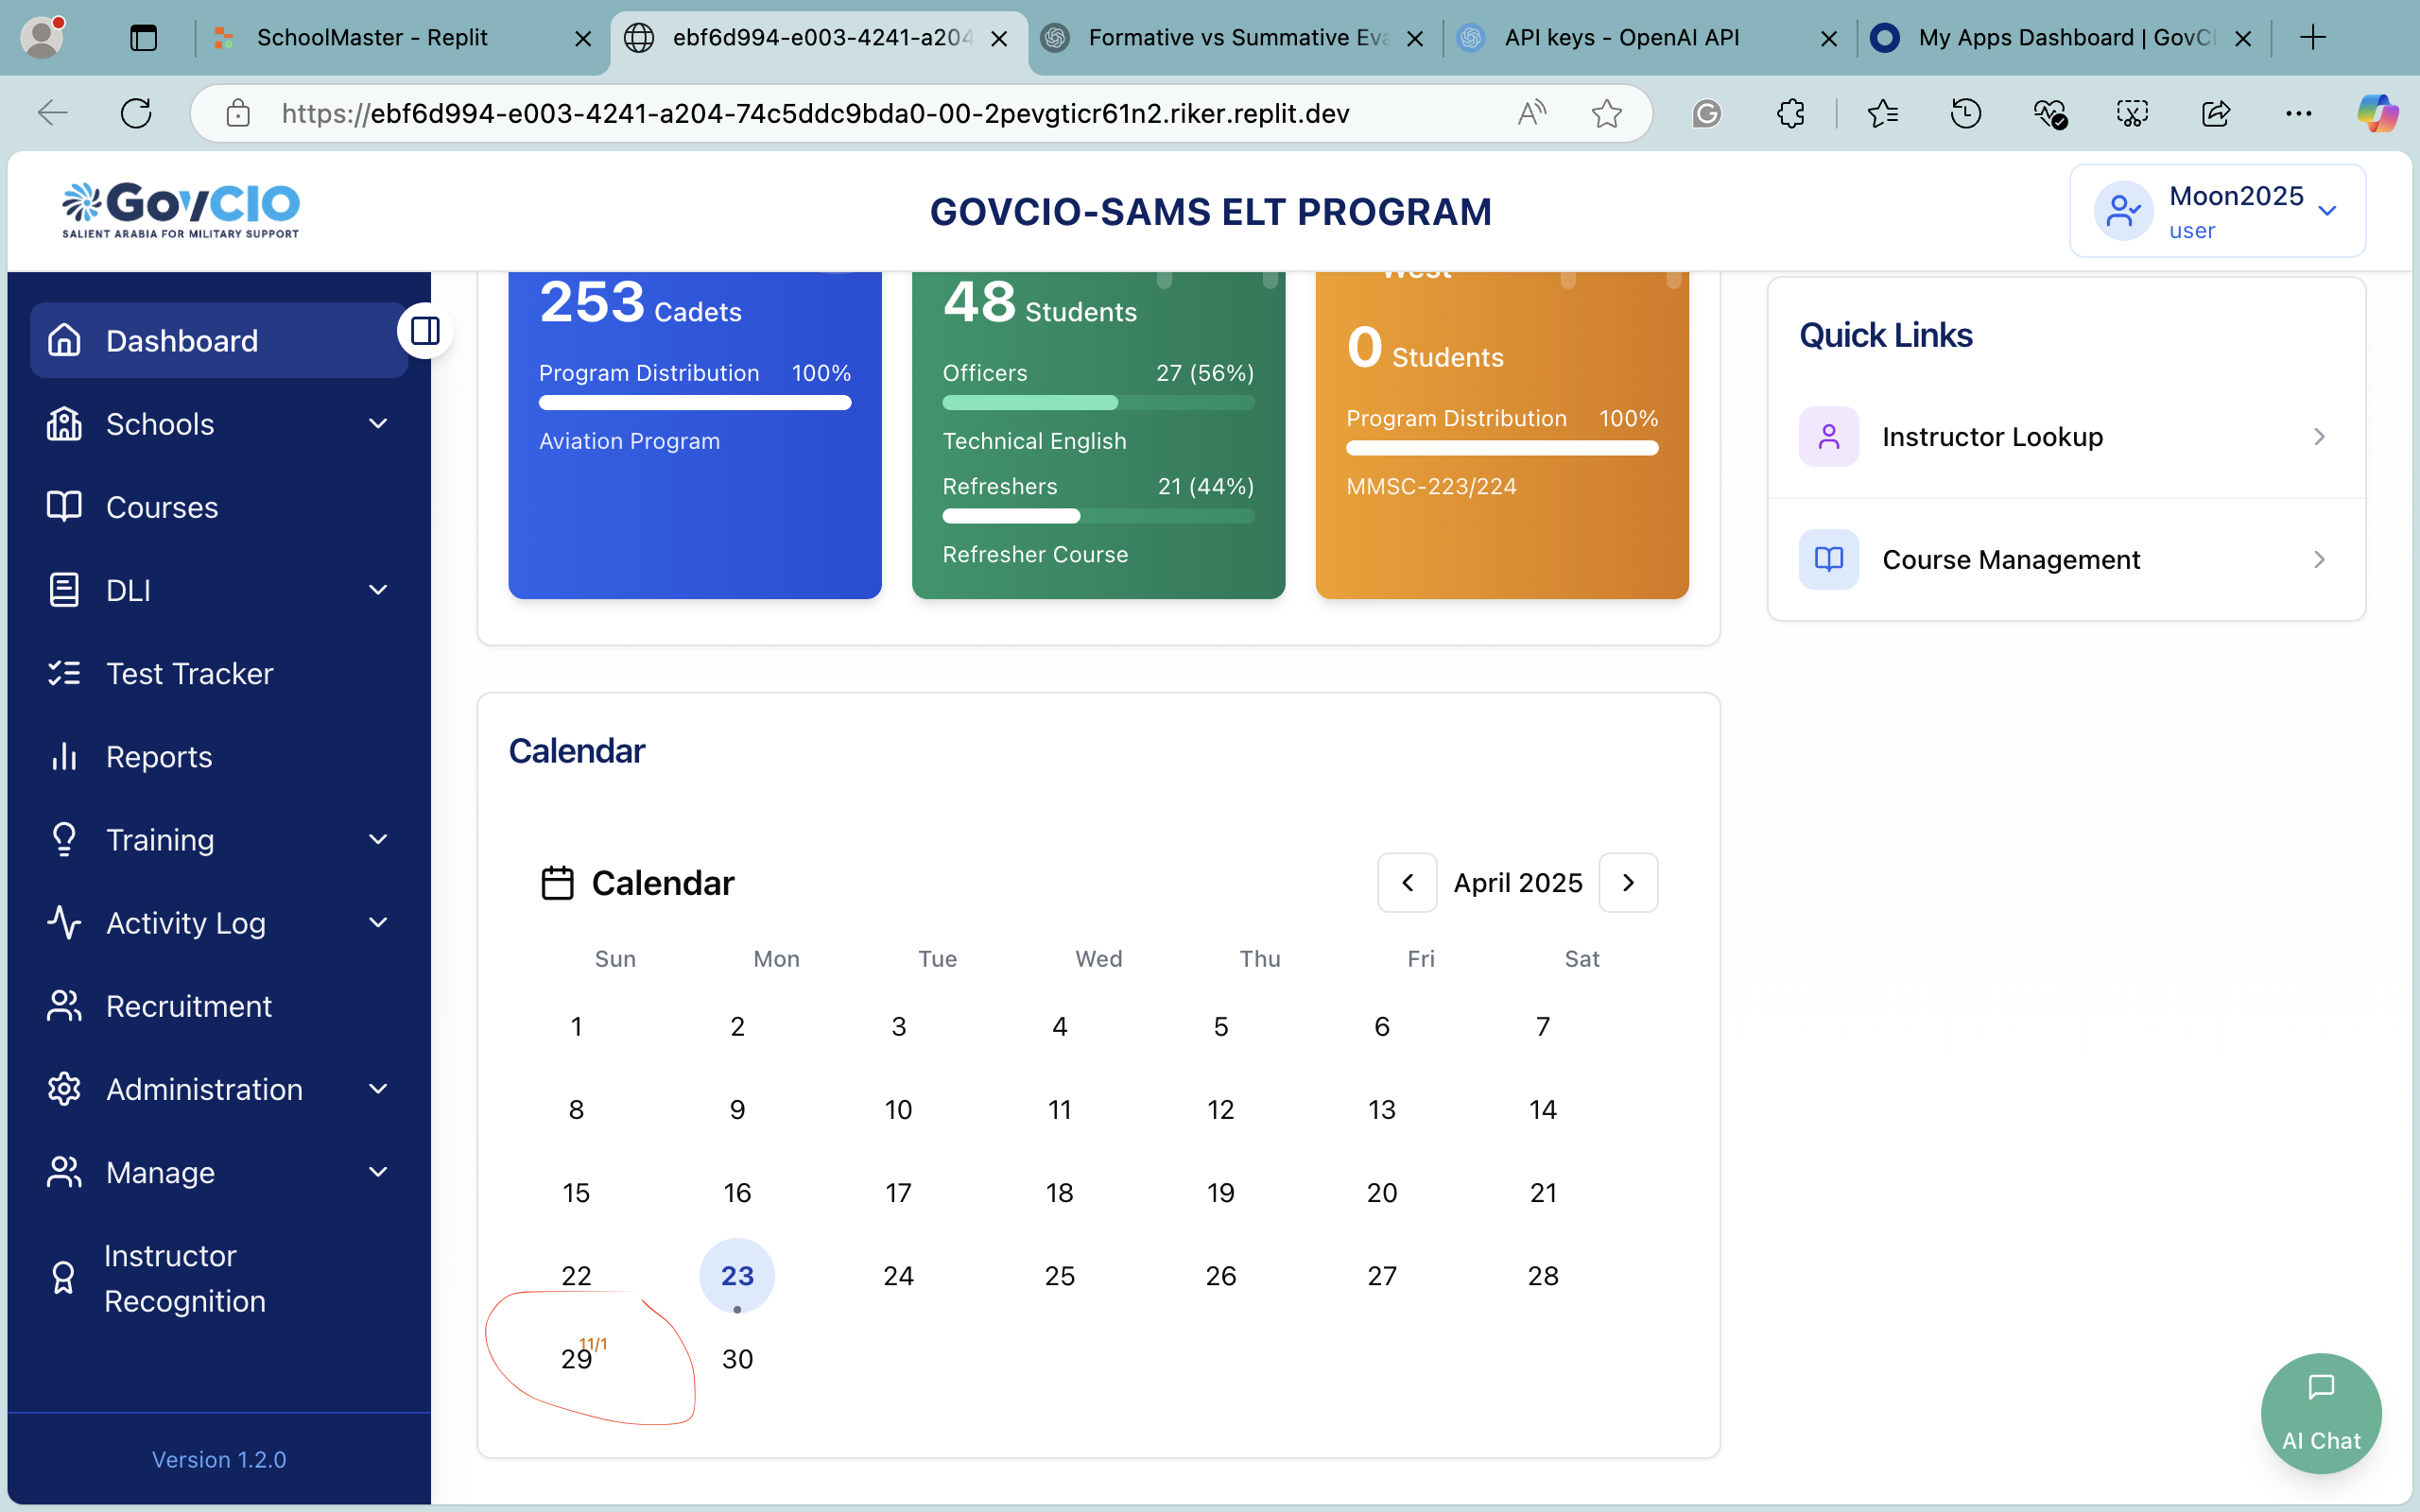 SchoolMaster - Replit
ebf6d994-e003-4241-a204
Formative vs Summative Eva
API keys - OpenAI API
My Apps Dashboard | GovCI
https://ebf6d994-e003-4241-a204-74c5ddc9bda0-00-2pevgticr61n2.riker.replit.dev
GovCIO
SALIENT ARABIA FOR MILITARY SUPPORT
GOVCIO-SAMS ELT PROGRAM
Moon2025
user
Dashboard
Schools
Courses
DLI
Test Tracker
Reports
Training
Activity Log
Recruitment
Administration
Manage
Instructor
Recognition
Version 1.2.0
253 Cadets
Program Distribution 100%
Aviation Program
48 Students
Officers 27 (56%)
Technical English
Refreshers 21 (44%)
Refresher Course
West
0 Students
Program Distribution 100%
MMSC-223/224
Quick Links
Instructor Lookup
Course Management
Calendar
Calendar
April 2025
Sun Mon Tue Wed Thu Fri Sat
1 2 3 4 5 6 7
8 9 10 11 12 13 14
15 16 17 18 19 20 21
22 23 24 25 26 27 28
11/1
29 30
AI Chat